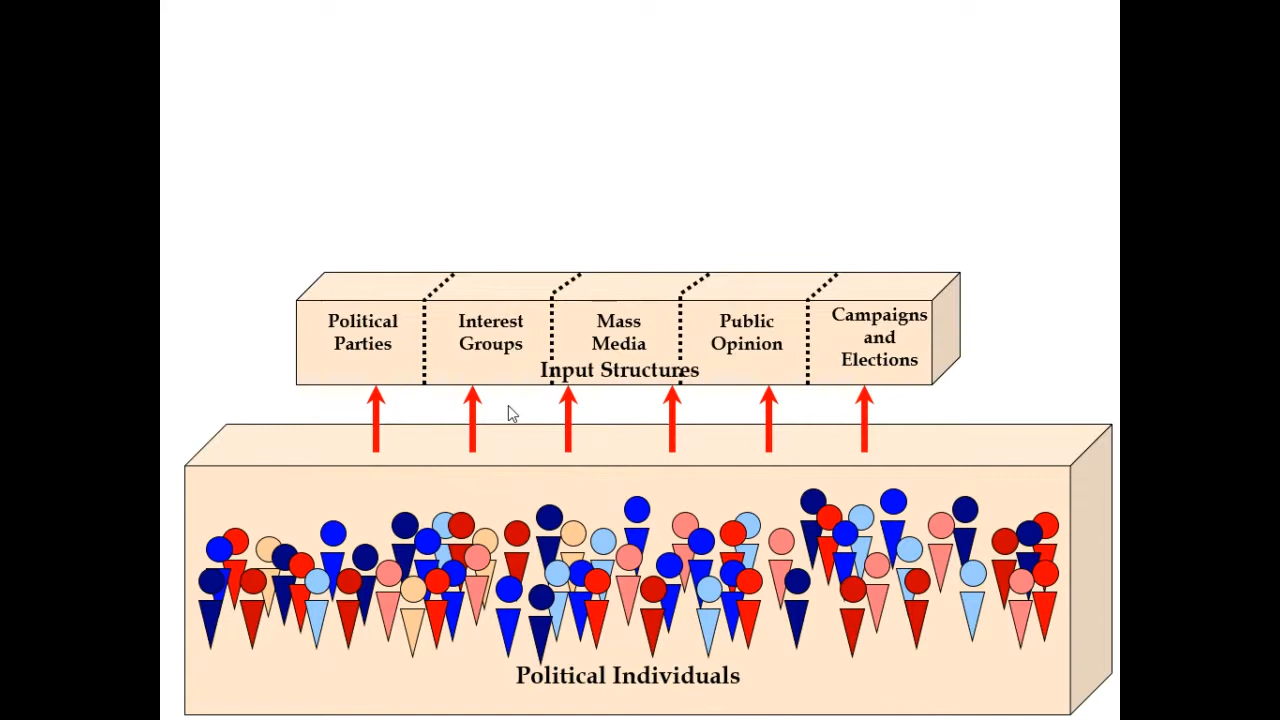 Political
Parties
Interest
Groups
Mass
Media
Public
Opinion
Campaigns
and
Elections
Input Structures
Political Individuals